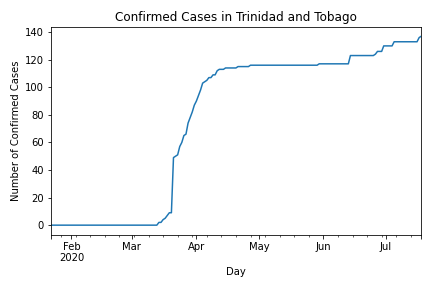 Confirmed Cases in Trinidad and Tobago
140
120
100
80
60
40
20
0
Number of Confirmed Cases
Feb Mar Apr May Jun Jul
2020
Day